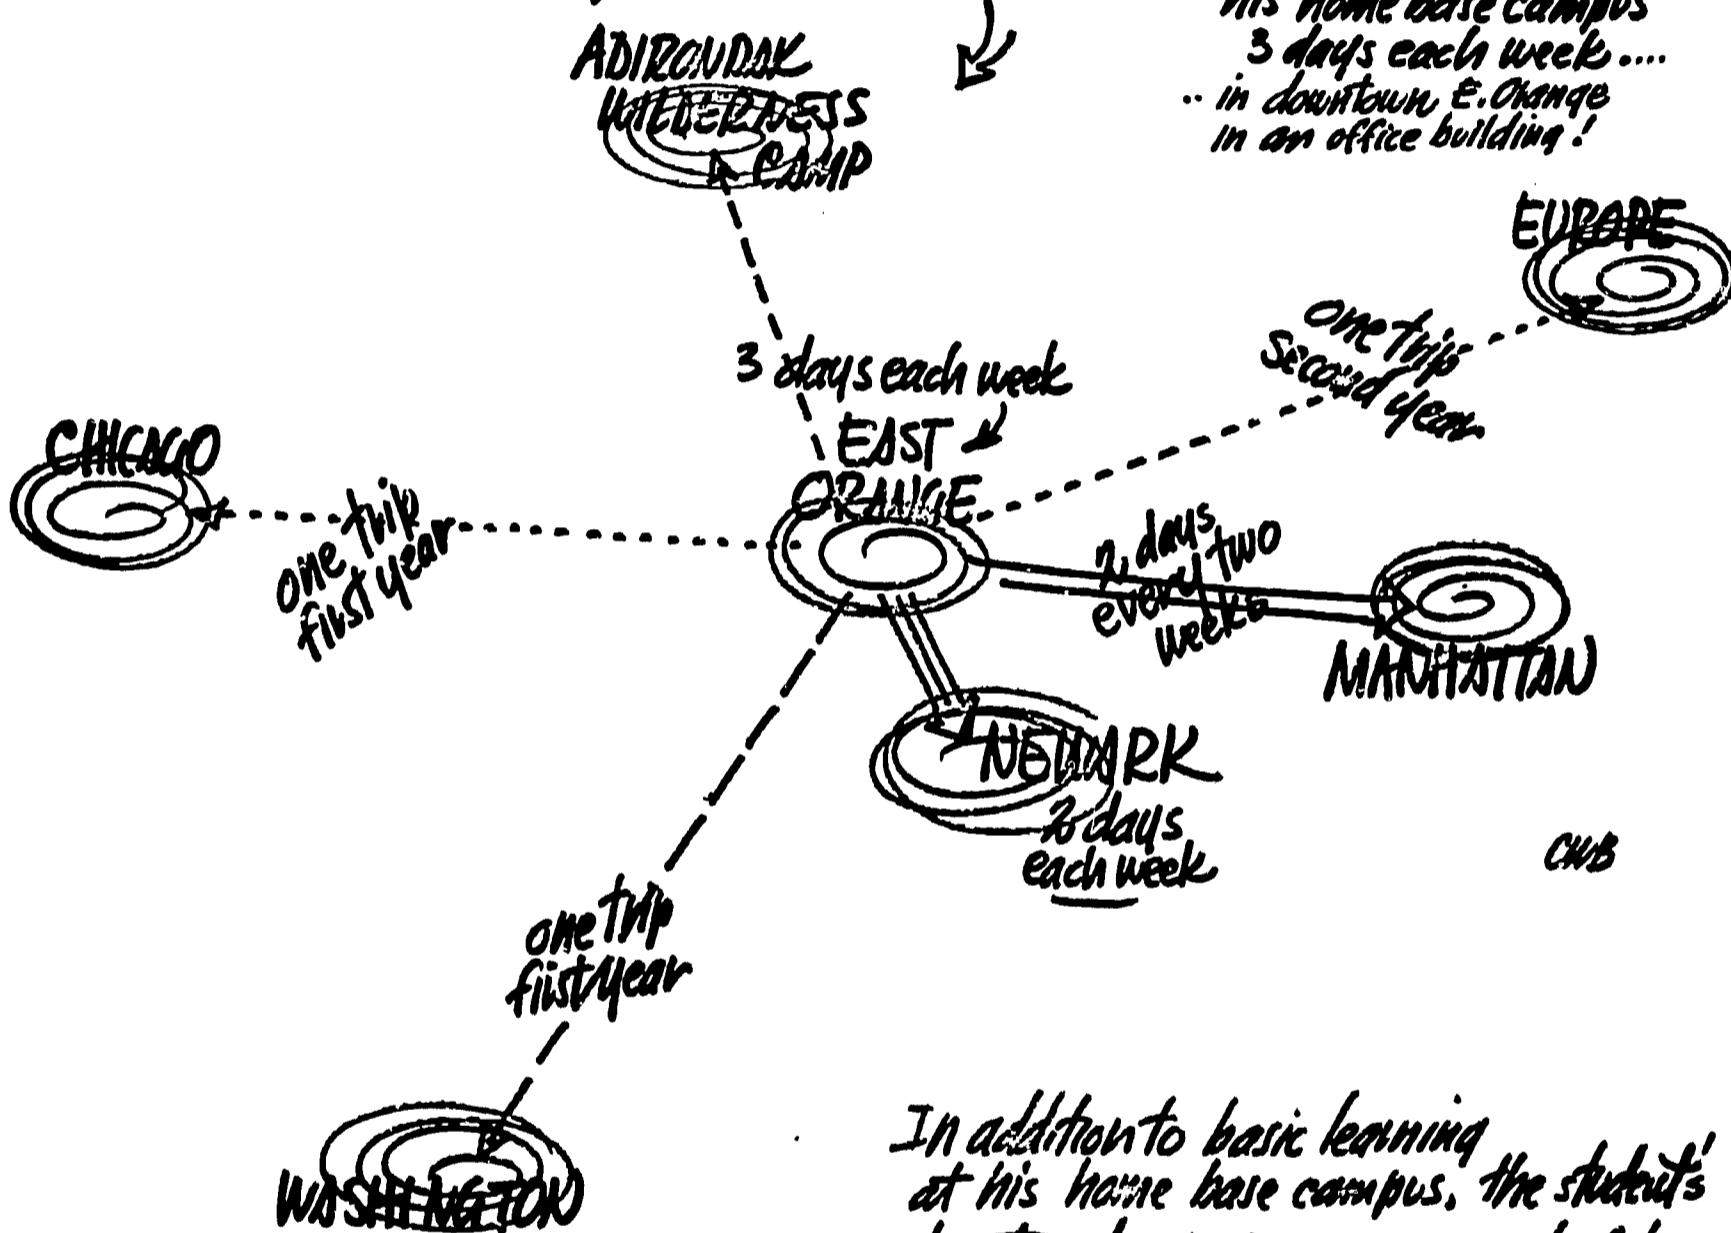 his home base campus
3 days each week....
.. in downtown E. Orange
in an office building!
ADIRONDAK
WILDERNESS
CAMP
EUROPE
one trip
second year
3 days each week
EAST
ORANGE
CHICAGO
one trip
first year
2 days
every two
weeks
MANHATTAN
NEWARK
2 days
each week
CWB
one trip
first year
WASHINGTON
In addition to basic learning
at his home base campus, the student's